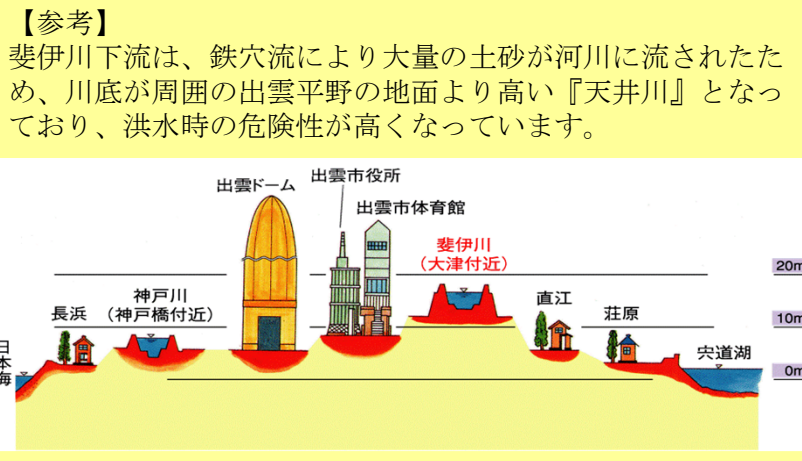 【参考】
斐伊川下流は、鉄穴流により大量の土砂が河川に流されたた
め、川底が周囲の出雲平野の地面より高い『天井川』となっ
ており、洪水時の危険性が高くなっています。
出雲ドーム
出雲市役所
出雲市体育館
斐伊川
（大津付近）
20m
神戸川
（神戸橋付近）
長浜
直江
荘原
10m
日本海
宍道湖
0m